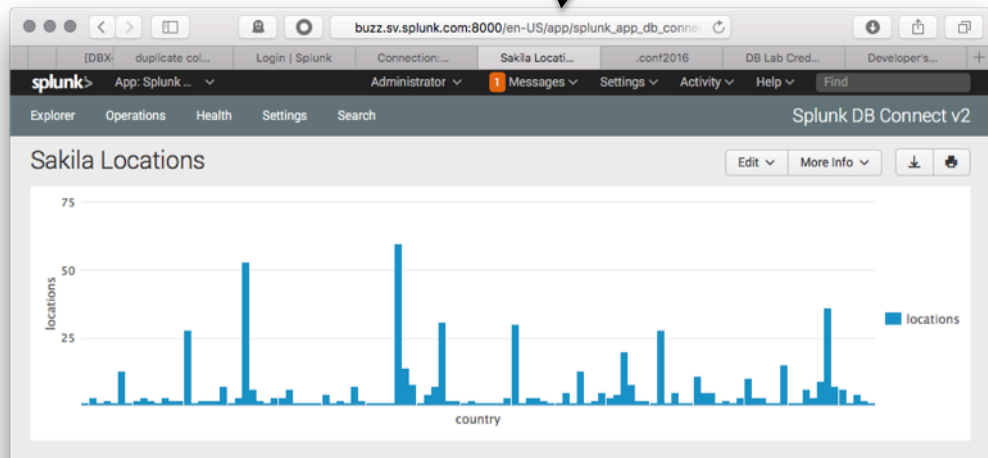 buzz.sv.splunk.com:8000/en-US/app/splunk_app_db_conne
[DBX- duplicate col... Login | Splunk Connection:... Sakila Locati... .conf2016 DB Lab Cred... Developer's... +
splunk> App: Splunk ... Administrator 1 Messages Settings Activity Help Find
Explorer Operations Health Settings Search Splunk DB Connect v2
Sakila Locations Edit More Info
75
50
25
locations
locations
country